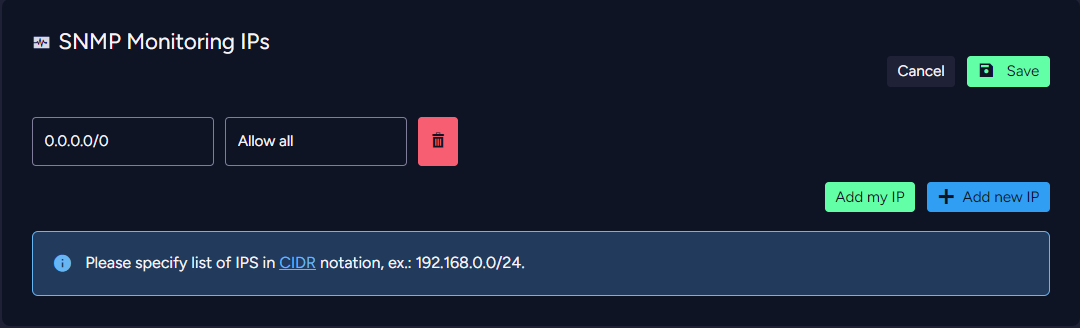 SNMP Monitoring IPs
Cancel
Save
0.0.0.0/0
Allow all
Add my IP
Add new IP
Please specify list of IPS in CIDR notation, ex.: 192.168.0.0/24.